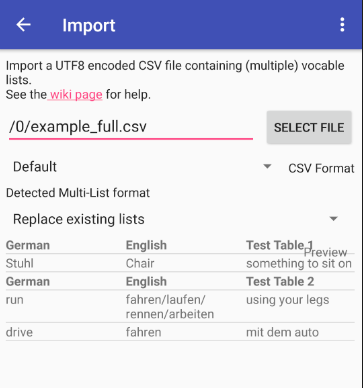 Import
Import a UTF8 encoded CSV file containing (multiple) vocable
lists.
See the wiki page for help.
/0/example_full.csv
SELECT FILE
Default
CSV Format
Detected Multi-List format
Replace existing lists
Preview
German English Test Table 1
Stuhl Chair something to sit on
German English Test Table 2
run fahren/laufen/ using your legs
rennen/arbeiten
drive fahren mit dem auto